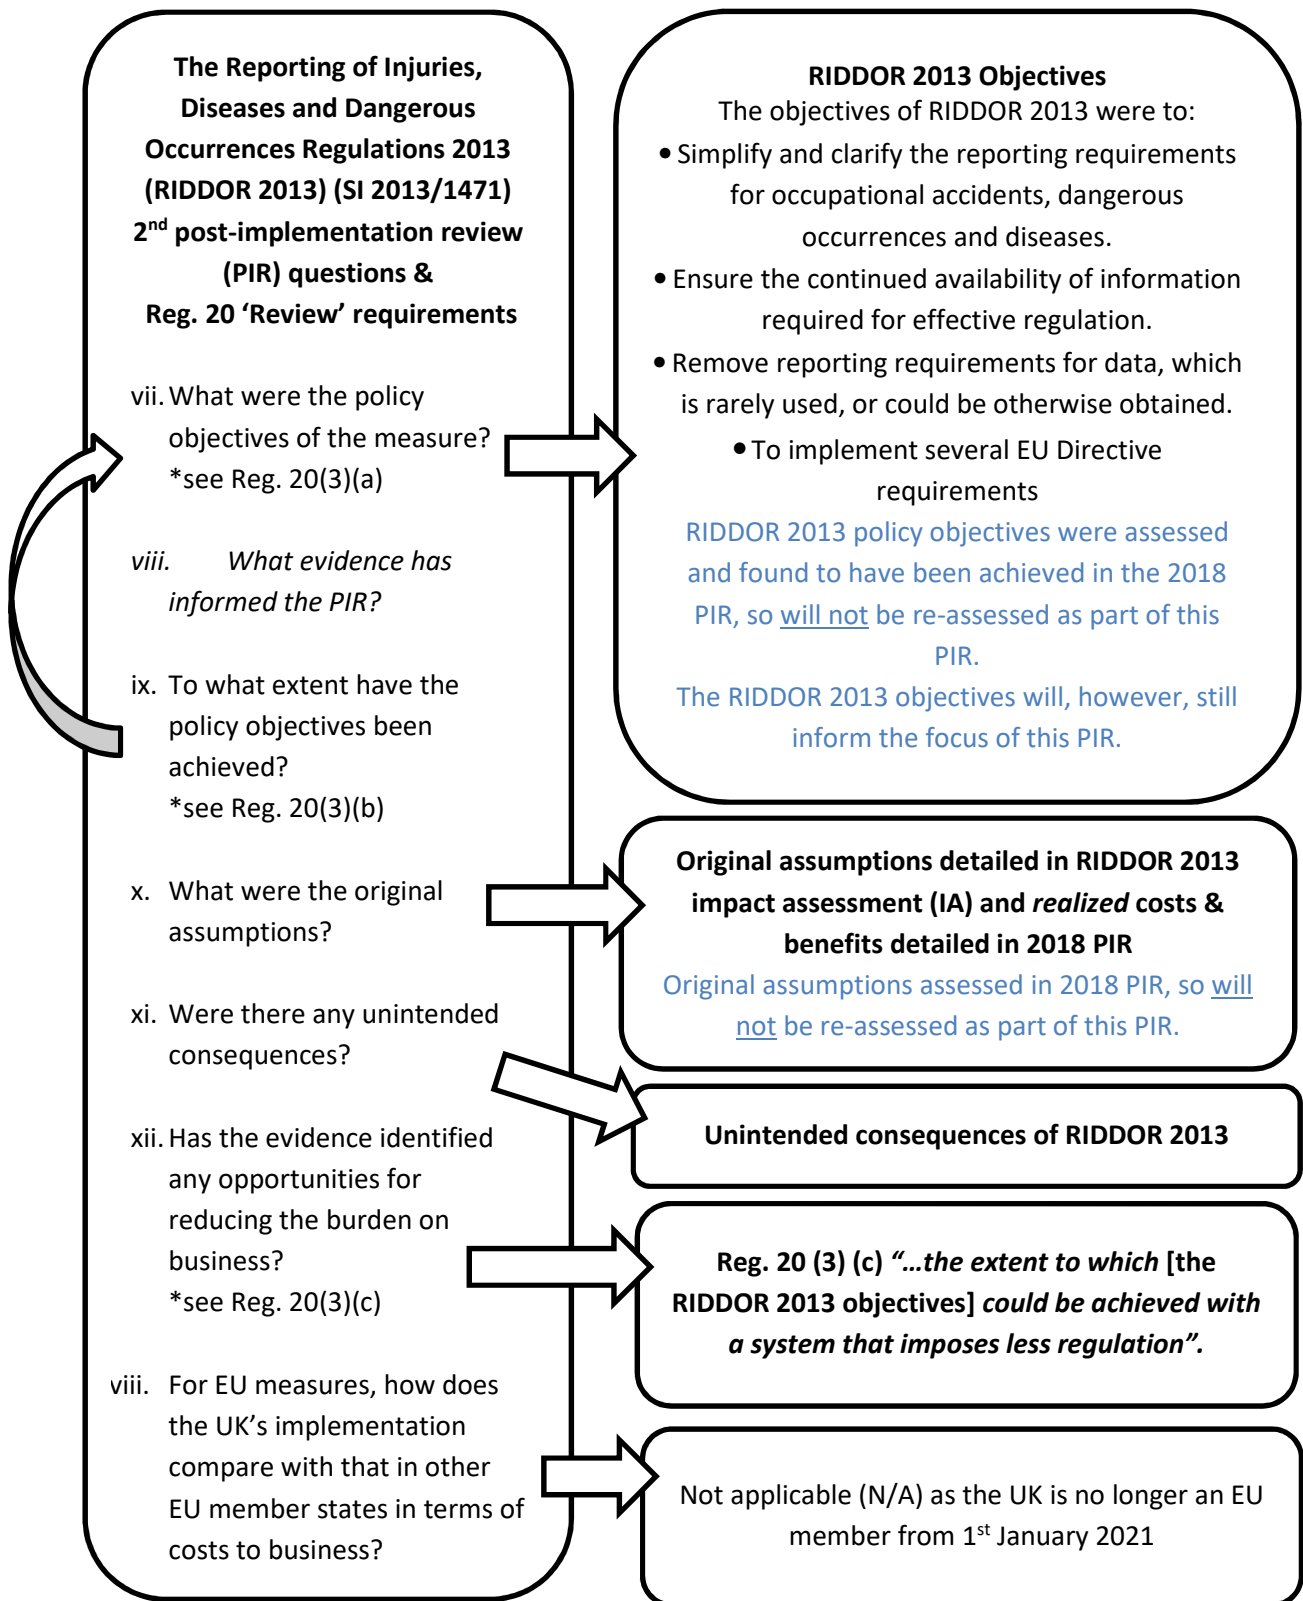 The Reporting of Injuries,
Diseases and Dangerous
Occurrences Regulations 2013
(RIDDOR 2013) (SI 2013/1471)
2nd post-implementation review
(PIR) questions &
Reg. 20 ‘Review’ requirements
vii. What were the policy
objectives of the measure?
*see Reg. 20(3)(a)
viii. What evidence has
informed the PIR?
ix. To what extent have the
policy objectives been
achieved?
*see Reg. 20(3)(b)
x. What were the original
assumptions?
xi. Were there any unintended
consequences?
xii. Has the evidence identified
any opportunities for
reducing the burden on
business?
*see Reg. 20(3)(c)
viii. For EU measures, how does
the UK’s implementation
compare with that in other
EU member states in terms of
costs to business?
RIDDOR 2013 Objectives
The objectives of RIDDOR 2013 were to:
• Simplify and clarify the reporting requirements
for occupational accidents, dangerous
occurrences and diseases.
• Ensure the continued availability of information
required for effective regulation.
• Remove reporting requirements for data, which
is rarely used, or could be otherwise obtained.
• To implement several EU Directive
requirements
RIDDOR 2013 policy objectives were assessed
and found to have been achieved in the 2018
PIR, so will not be re-assessed as part of this
PIR.
The RIDDOR 2013 objectives will, however, still
inform the focus of this PIR.
Original assumptions detailed in RIDDOR 2013
impact assessment (IA) and realized costs &
benefits detailed in 2018 PIR
Original assumptions assessed in 2018 PIR, so will
not be re-assessed as part of this PIR.
Unintended consequences of RIDDOR 2013
Reg. 20 (3) (c) “…the extent to which [the
RIDDOR 2013 objectives] could be achieved with
a system that imposes less regulation”.
Not applicable (N/A) as the UK is no longer an EU
member from 1st January 2021